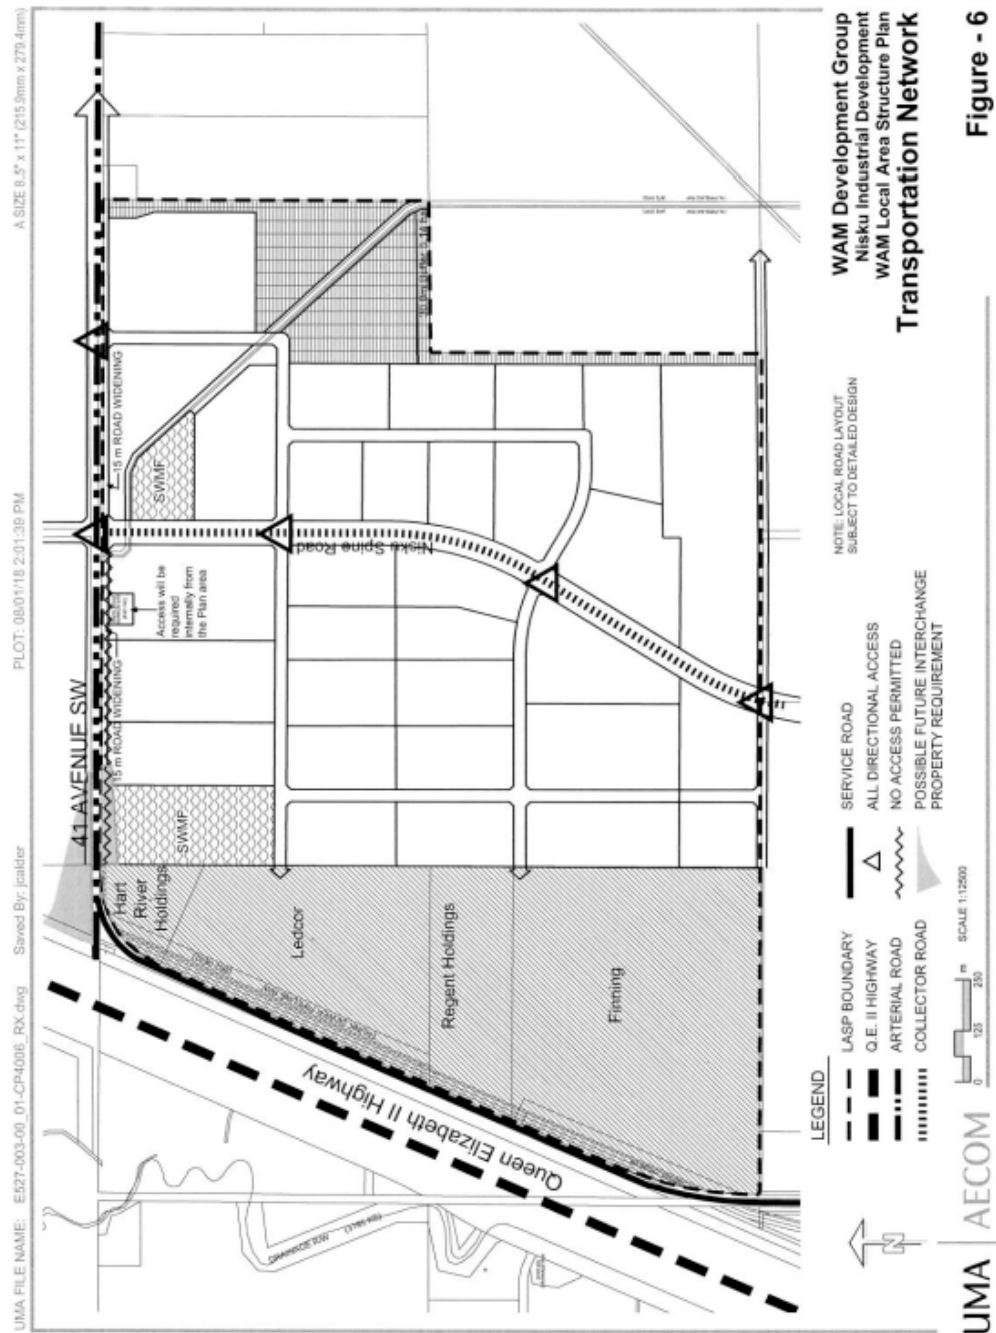 UMA FILE NAME: E527-003-00_01-CP4006_RX.dwg Saved By: jcalder PLOT: 08/01/18 2:01:39 PM A SIZE 8.5" x 11" (215.9mm x 279.4mm)
41 AVENUE SW
15 m ROAD WIDENING
15 m ROAD WIDENING
Access will be
required
internally from
the Plan area
SWMF
SWMF
Hart
River
Holdings
Ledcor
Regent Holdings
Finning
Nisku Spine Road
Queen Elizabeth II Highway
DRAINAGE R/W
LEGEND
LASP BOUNDARY
Q.E. II HIGHWAY
ARTERIAL ROAD
COLLECTOR ROAD
SERVICE ROAD
ALL DIRECTIONAL ACCESS
NO ACCESS PERMITTED
POSSIBLE FUTURE INTERCHANGE
PROPERTY REQUIREMENT
NOTE: LOCAL ROAD LAYOUT
SUBJECT TO DETAILED DESIGN
N
0 125 250 m
SCALE 1:12500
WAM Development Group
Nisku Industrial Development
WAM Local Area Structure Plan
Transportation Network
UMA AECOM
Figure - 6